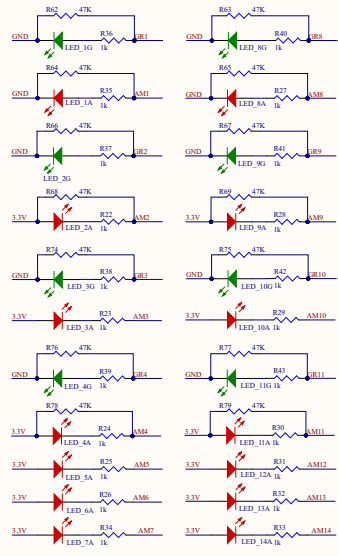 R62 47K R63 47K
GND R36 GR1 GND R40 GR8
LED_1G 1k LED_8G 1k
R64 47K R65 47K
GND R35 AM1 GND R27 AM8
LED_1A 1k LED_8A 1k
R66 47K R67 47K
GND R37 GR2 GND R41 GR9
1k LED_9G 1k
LED_2G
R68 47K R69 47K
3.3V R22 AM2 3.3V R28 AM9
LED_2A 1k LED_9A 1k
R74 47K R75 47K
GND R38 GR3 GND R42 GR10
LED_3G 1k LED_10G 1k
3.3V R23 AM3 3.3V R29 AM10
LED_3A 1k LED_10A 1k
R76 47K R77 47K
GND R39 GR4 GND R43 GR11
LED_4G 1k LED_11G 1k
R78 47K R79 47K
3.3V R24 AM4 3.3V R30 AM11
LED_4A 1k LED_11A 1k
3.3V R25 AM5 3.3V R31 AM12
LED_5A 1k LED_12A 1k
3.3V R26 AM6 3.3V R32 AM13
LED_6A 1k LED_13A 1k
3.3V R34 AM7 3.3V R33 AM14
LED_7A 1k LED_14A 1k